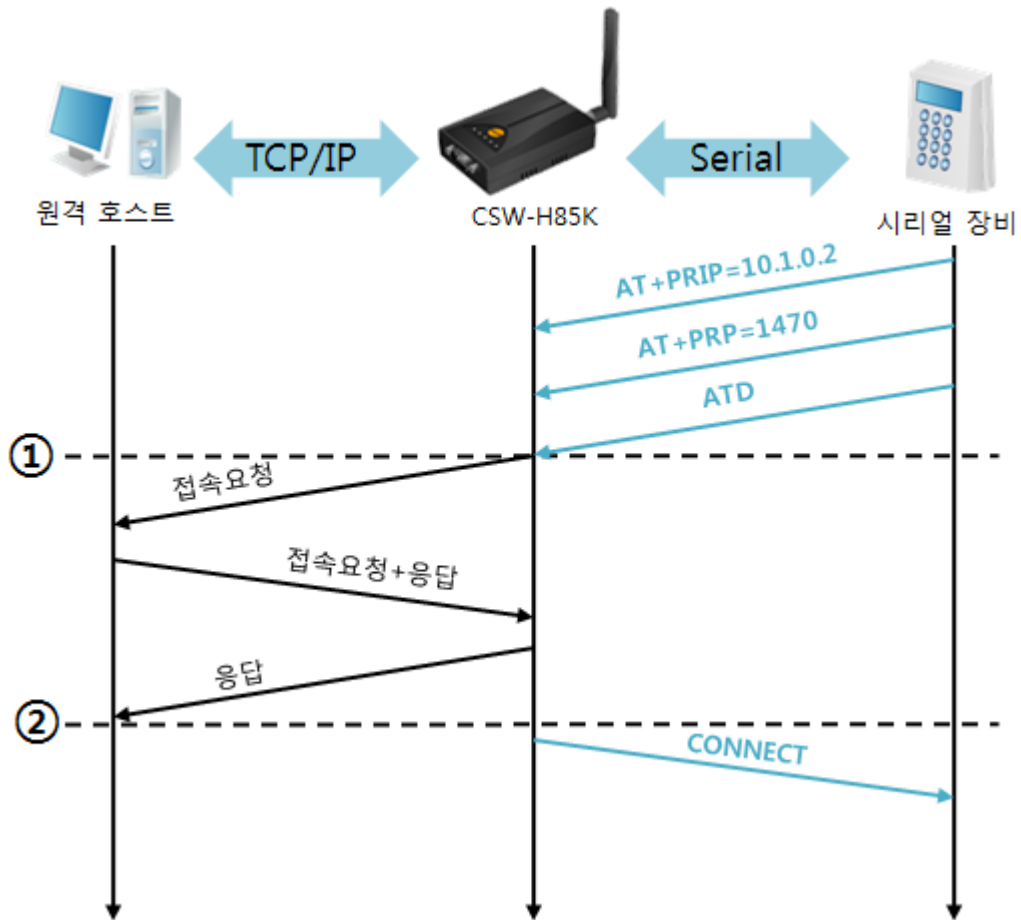 TCP/IP
Serial
원격 호스트
CSW-H85K
시리얼 장비
AT+PRIP=10.1.0.2
AT+PRP=1470
ATD
①
접속요청
접속요청+응답
응답
②
CONNECT